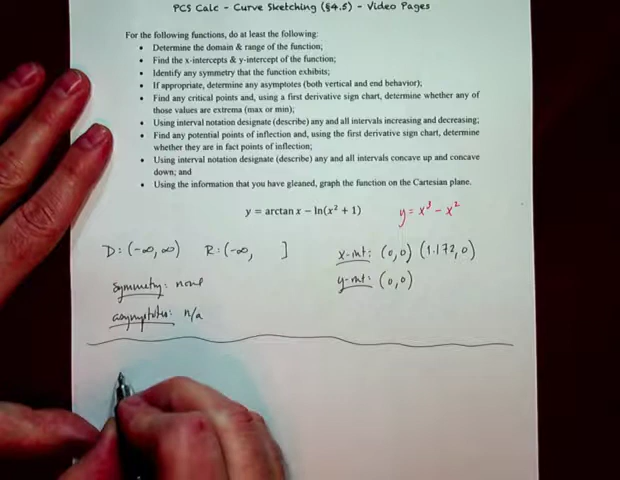 PCS Calc - Curve Sketching (§4.5) - Video Pages
For the following functions, do at least the following:
• Determine the domain & range of the function;
• Find the x-intercepts & y-intercept of the function;
• Identify any symmetry that the function exhibits;
• If appropriate, determine any asymptotes (both vertical and end behavior);
• Find any critical points and, using a first derivative sign chart, determine whether any of
those values are extrema (max or min);
• Using interval notation designate (describe) any and all intervals increasing and decreasing;
• Find any potential points of inflection and, using the first derivative sign chart, determine
whether they are in fact points of inflection;
• Using interval notation designate (describe) any and all intervals concave up and concave
down; and
• Using the information that you have gleaned, graph the function on the Cartesian plane.
y = arctan x − ln(x² + 1) y = x³ − x²
D: (-∞, ∞) R: (-∞, ] x-int: (0,0) (1.172, 0)
symmetry: none y-int: (0,0)
asymptotes: n/a